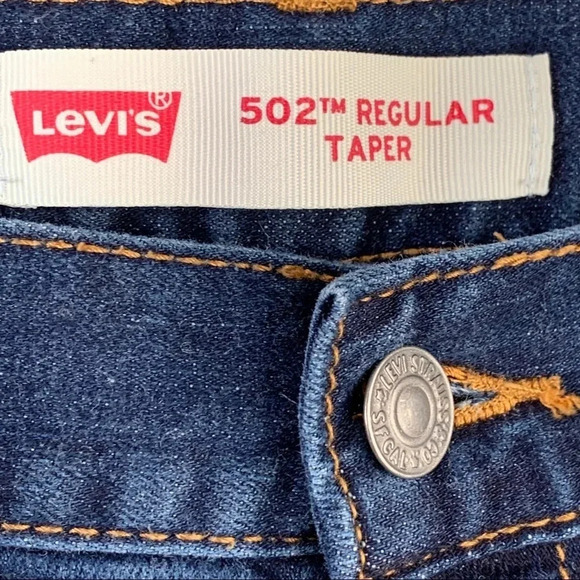 LEVI'S®
502™ REGULAR
TAPER
LEVI STRAUSS
& CO.
S.F. CAL.